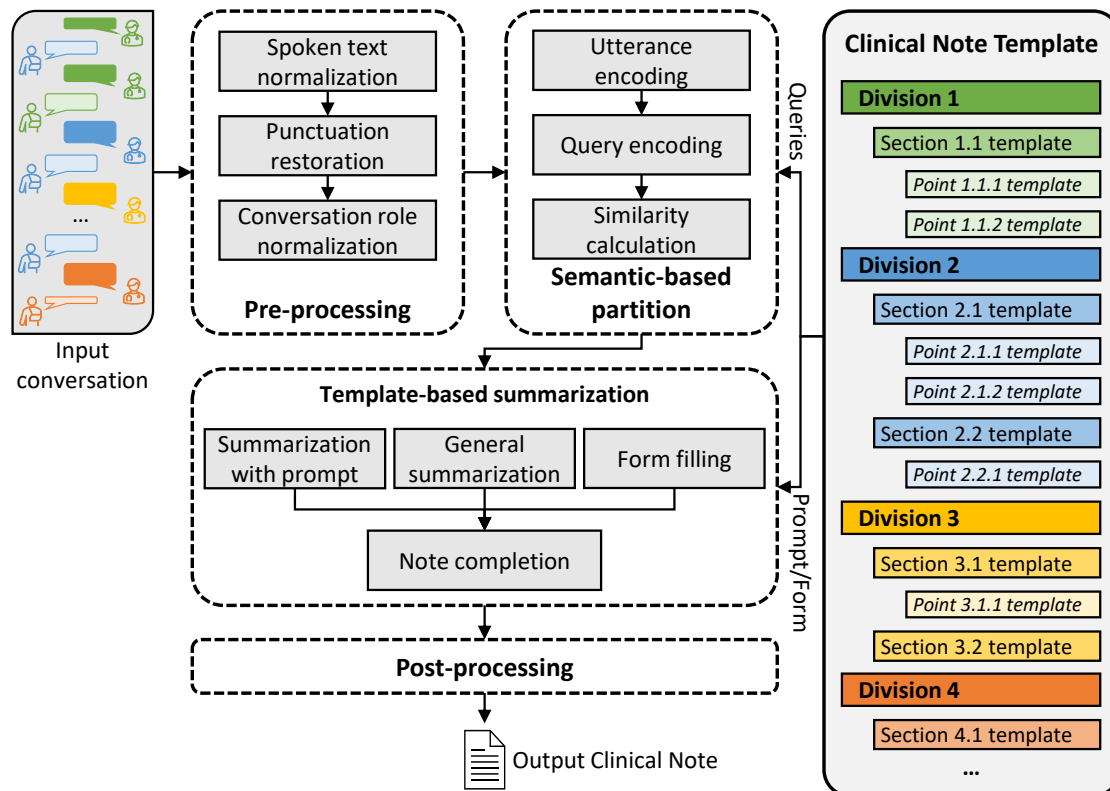 ...
Input
conversation
Spoken text
normalization
Punctuation
restoration
Conversation role
normalization
Pre-processing
Utterance
encoding
Query encoding
Similarity
calculation
Semantic-based
partition
Queries
Template-based summarization
Summarization
with prompt
General
summarization
Form filling
Note completion
Prompt/Form
Post-processing
Output Clinical Note
Clinical Note Template
Division 1
Section 1.1 template
Point 1.1.1 template
Point 1.1.2 template
Division 2
Section 2.1 template
Point 2.1.1 template
Point 2.1.2 template
Section 2.2 template
Point 2.2.1 template
Division 3
Section 3.1 template
Point 3.1.1 template
Section 3.2 template
Division 4
Section 4.1 template
...